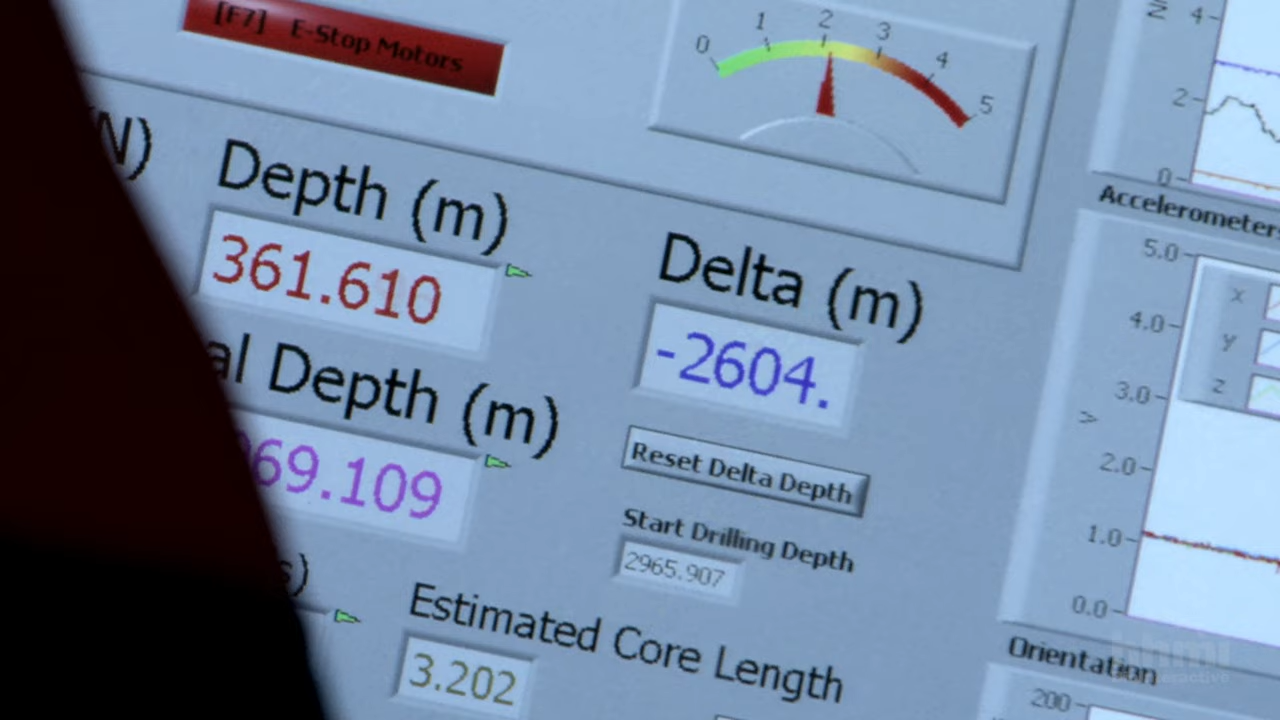 [F7] E-Stop Motors
0 1 2 3 4 5
N)
Depth (m)
361.610
Delta (m)
-2604.
al Depth (m)
69.109
Reset Delta Depth
Start Drilling Depth
2965.907
s)
Estimated Core Length
3.202
N
4
2
0
Accelerometers
5.0
4.0
3.0
2.0
1.0
0.0
V
x
y
z
Orientation
200
hhmi
interactive